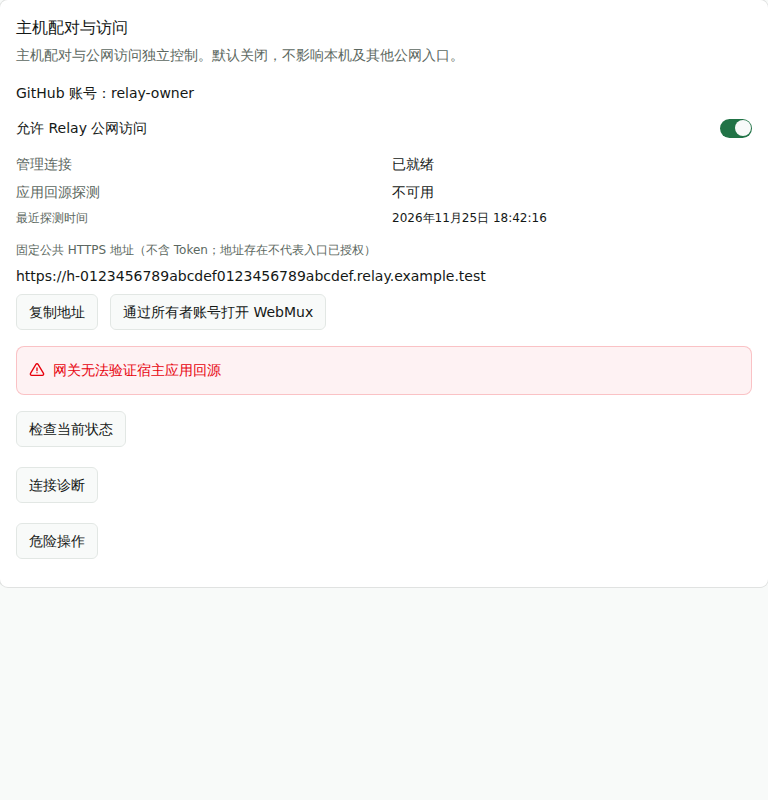 主机配对与访问
主机配对与公网访问独立控制。默认关闭，不影响本机及其他公网入口。
GitHub 账号：relay-owner
允许 Relay 公网访问
管理连接 已就绪
应用回源探测 不可用
最近探测时间 2026年11月25日 18:42:16
固定公共 HTTPS 地址（不含 Token；地址存在不代表入口已授权）
https://h-0123456789abcdef0123456789abcdef.relay.example.test
复制地址 通过所有者账号打开 WebMux
网关无法验证宿主应用回源
检查当前状态
连接诊断
危险操作